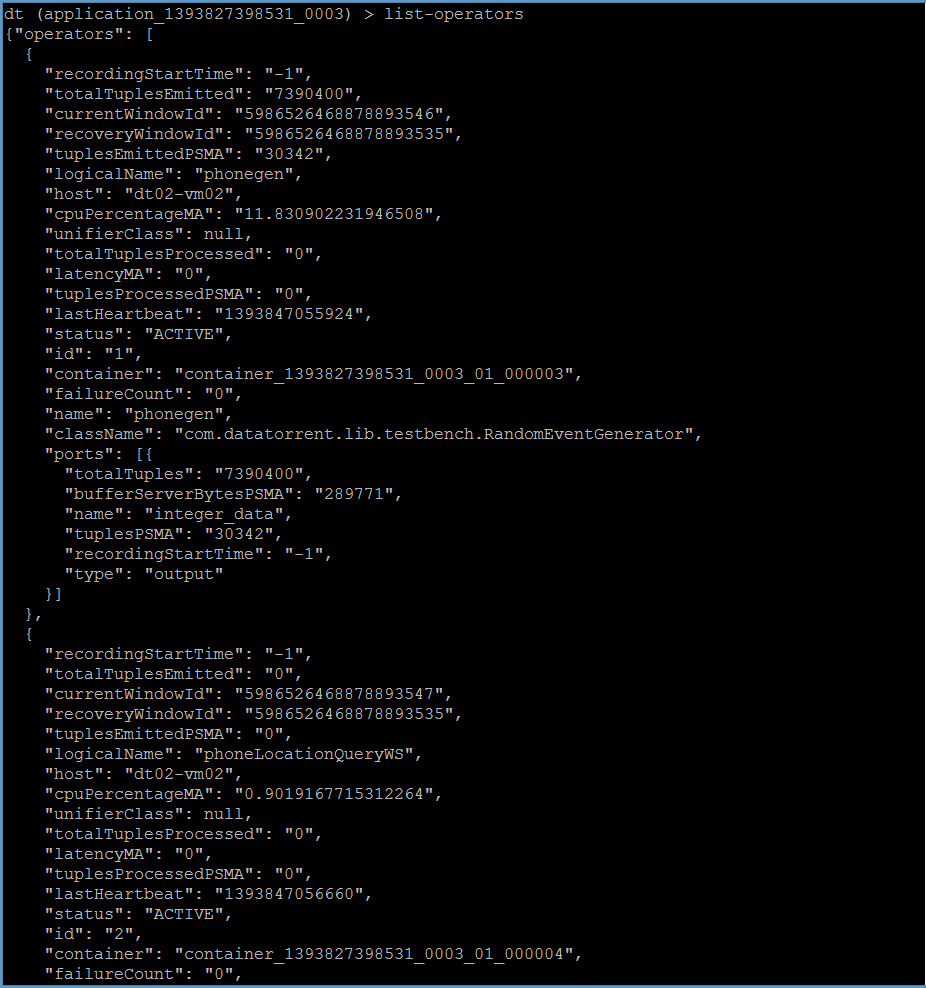 dt (application_1393827398531_0003) > list-operators
{"operators": [
  {
    "recordingStartTime": "-1",
    "totalTuplesEmitted": "7390400",
    "currentWindowId": "5986526468878893546",
    "recoveryWindowId": "5986526468878893535",
    "tuplesEmittedPSMA": "30342",
    "logicalName": "phonegen",
    "host": "dt02-vm02",
    "cpuPercentageMA": "11.830902231946508",
    "unifierClass": null,
    "totalTuplesProcessed": "0",
    "latencyMA": "0",
    "tuplesProcessedPSMA": "0",
    "lastHeartbeat": "1393847055924",
    "status": "ACTIVE",
    "id": "1",
    "container": "container_1393827398531_0003_01_000003",
    "failureCount": "0",
    "name": "phonegen",
    "className": "com.datatorrent.lib.testbench.RandomEventGenerator",
    "ports": [{
      "totalTuples": "7390400",
      "bufferServerBytesPSMA": "289771",
      "name": "integer_data",
      "tuplesPSMA": "30342",
      "recordingStartTime": "-1",
      "type": "output"
    }]
  },
  {
    "recordingStartTime": "-1",
    "totalTuplesEmitted": "0",
    "currentWindowId": "5986526468878893547",
    "recoveryWindowId": "5986526468878893535",
    "tuplesEmittedPSMA": "0",
    "logicalName": "phoneLocationQueryWS",
    "host": "dt02-vm02",
    "cpuPercentageMA": "0.9019167715312264",
    "unifierClass": null,
    "totalTuplesProcessed": "0",
    "latencyMA": "0",
    "tuplesProcessedPSMA": "0",
    "lastHeartbeat": "1393847056660",
    "status": "ACTIVE",
    "id": "2",
    "container": "container_1393827398531_0003_01_000004",
    "failureCount": "0",